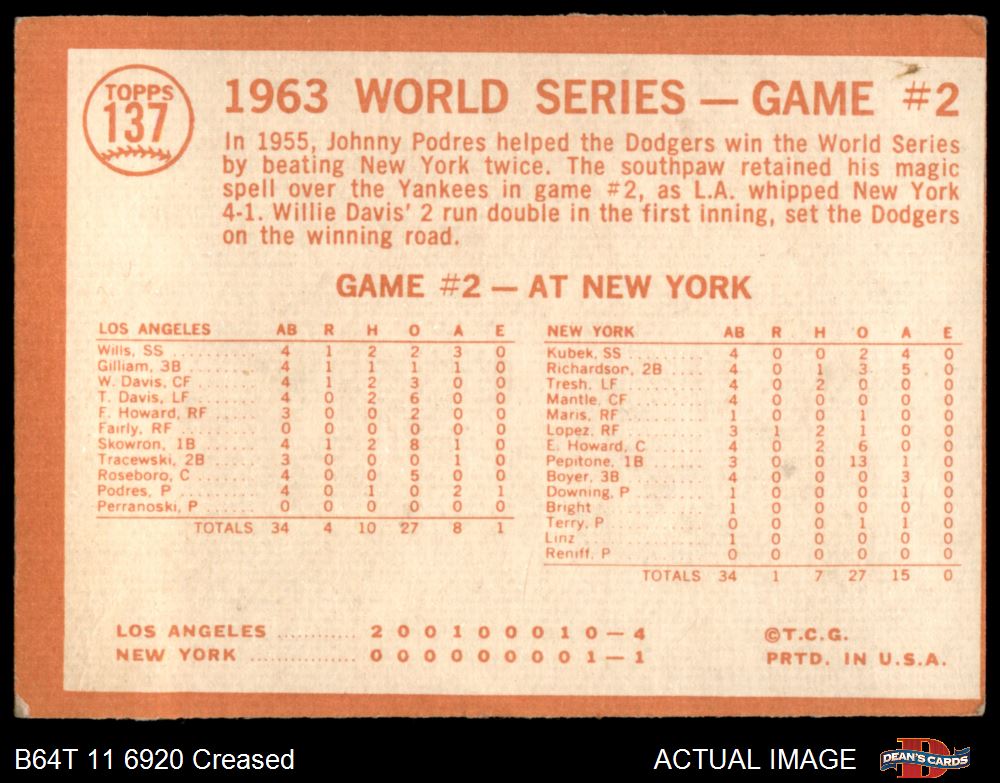 TOPPS
137
1963 WORLD SERIES — GAME #2
In 1955, Johnny Podres helped the Dodgers win the World Series
by beating New York twice. The southpaw retained his magic
spell over the Yankees in game #2, as L.A. whipped New York
4-1. Willie Davis' 2 run double in the first inning, set the Dodgers
on the winning road.
GAME #2 — AT NEW YORK
LOS ANGELES AB R H O A E
Wills, SS .......... 4 1 2 2 3 0
Gilliam, 3B ........ 4 1 1 1 1 0
W. Davis, CF ....... 4 1 2 3 0 0
T. Davis, LF ....... 4 0 2 6 0 0
F. Howard, RF ...... 3 0 0 2 0 0
Fairly, RF ......... 0 0 0 0 0 0
Skowron, 1B ........ 4 1 2 8 1 0
Tracewski, 2B ...... 3 0 0 0 1 0
Roseboro, C ........ 4 0 0 5 0 0
Podres, P .......... 4 0 1 0 2 1
Perranoski, P ...... 0 0 0 0 0 0
TOTALS 34 4 10 27 8 1
NEW YORK AB R H O A E
Kubek, SS .......... 4 0 0 2 4 0
Richardson, 2B ..... 4 0 1 3 5 0
Tresh, LF .......... 4 0 2 0 0 0
Mantle, CF ......... 4 0 0 0 0 0
Maris, RF .......... 1 0 0 1 0 0
Lopez, RF .......... 3 1 2 1 0 0
E. Howard, C ....... 4 0 2 6 0 0
Pepitone, 1B ....... 3 0 0 13 1 0
Boyer, 3B .......... 4 0 0 0 3 0
Downing, P ......... 1 0 0 0 1 0
Bright ............. 1 0 0 0 0 0
Terry, P ........... 0 0 0 1 1 0
Linz ............... 1 0 0 0 0 0
Reniff, P .......... 0 0 0 0 0 0
TOTALS 34 1 7 27 15 0
LOS ANGELES ............ 2 0 0 1 0 0 0 1 0 — 4
NEW YORK ............... 0 0 0 0 0 0 0 0 1 — 1
©T.C.G.
PRTD. IN U.S.A.
B64T 11 6920 Creased
ACTUAL IMAGE
DEAN'S CARDS